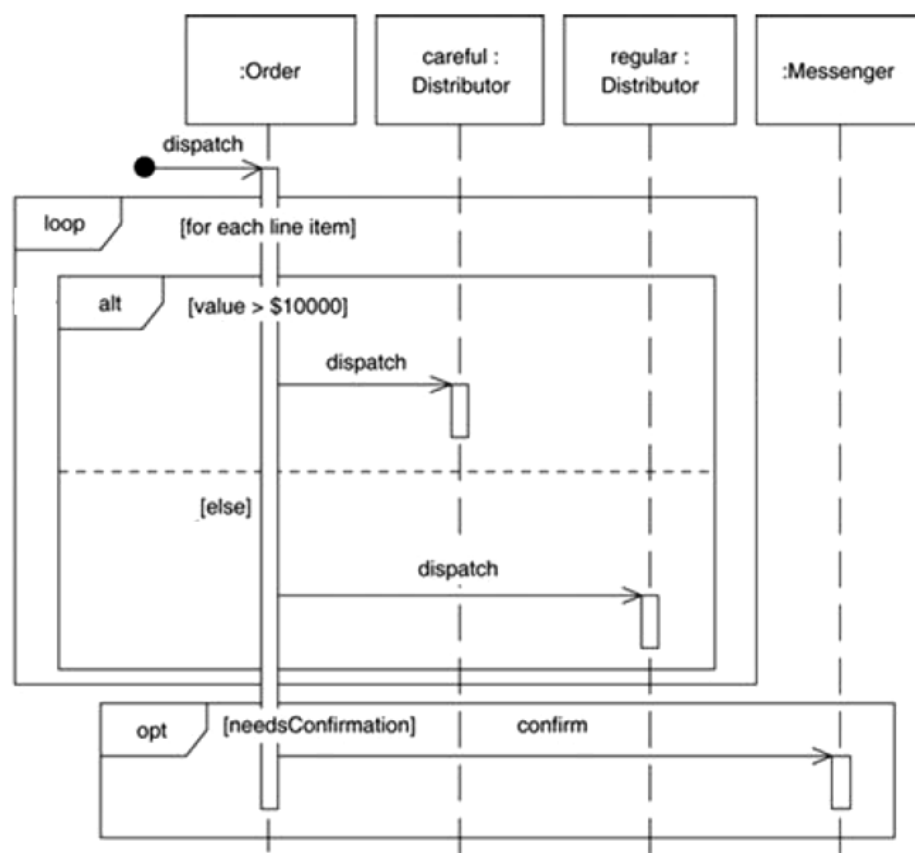 :Order
careful :
Distributor
regular :
Distributor
:Messenger
dispatch
loop
[for each line item]
alt
[value > $10000]
dispatch
[else]
dispatch
opt
[needsConfirmation]
confirm